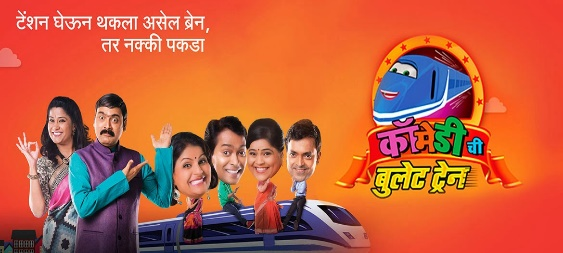 टेंशन घेऊन थकला असेल ब्रेन,
तर नक्की पकडा
कॉमेडी ची
बुलेट ट्रेन